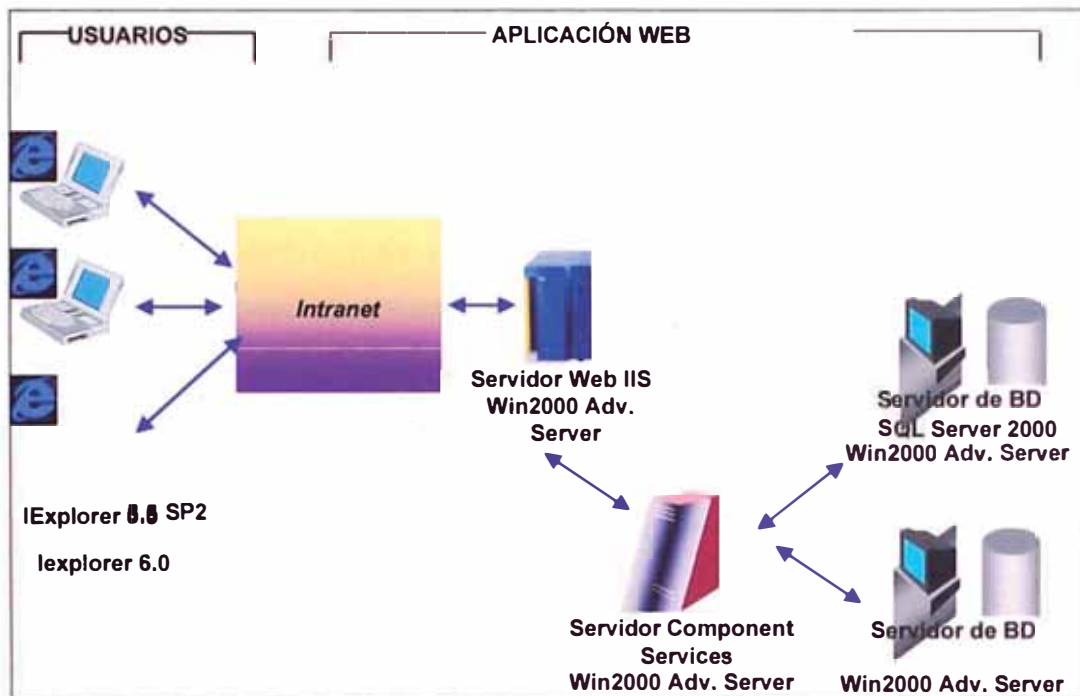 USUARIOS
APLICACIÓN WEB
Intranet
Servidor Web IIS
Win2000 Adv.
Server
Servidor de BD
SQL Server 2000
Win2000 Adv. Server
IExplorer SP2
Iexplorer 6.0
Servidor Component
Services
Win2000 Adv. Server
Servidor de BD
Win2000 Adv. Server